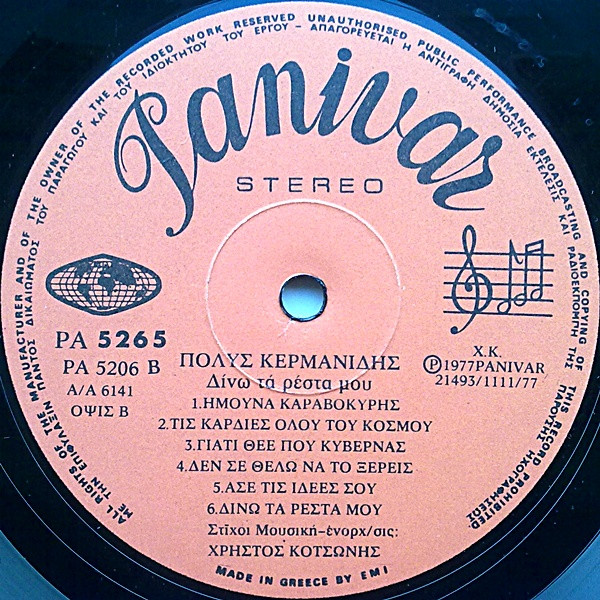 ALL RIGHTS OF THE MANUFACTURER AND OF THE OWNER OF THE RECORDED WORK RESERVED UNAUTHORISED PUBLIC PERFORMANCE BROADCASTING AND COPYING OF THIS RECORD PROHIBITED
ΜΕ ΤΗΝ ΕΠΙΦΥΛΑΞΙΝ ΠΑΝΤΟΣ ΔΙΚΑΙΩΜΑΤΟΣ ΤΟΥ ΠΑΡΑΓΩΓΟΥ ΚΑΙ ΤΟΥ ΙΔΙΟΚΤΗΤΟΥ ΤΟΥ ΕΡΓΟΥ - ΑΠΑΓΟΡΕΥΕΤΑΙ Η ΑΝΤΙΓΡΑΦΗ ΔΗΜΟΣΙΑ ΕΚΤΕΛΕΣΙΣ ΚΑΙ ΡΑΔΙΟΕΚΠΟΜΠΗ ΤΗΣ ΠΑΡΟΥΣΗΣ ΗΧΟΓΡΑΦΗΣΕΩΣ
Panivar
STEREO
PA 5265
PA 5206 B
A/A 6141
ΟΨΙΣ Β
Χ.Κ.
Ⓟ1977PANIVAR
21493/1111/77
ΠΟΛΥΣ ΚΕΡΜΑΝΙΔΗΣ
Δίνω τά ρέστα μου
1.ΗΜΟΥΝΑ ΚΑΡΑΒΟΚΥΡΗΣ
2.ΤΙΣ ΚΑΡΔΙΕΣ ΟΛΟΥ ΤΟΥ ΚΟΣΜΟΥ
3.ΓΙΑΤΙ ΘΕΕ ΠΟΥ ΚΥΒΕΡΝΑΣ
4.ΔΕΝ ΣΕ ΘΕΛΩ ΝΑ ΤΟ ΞΕΡΕΙΣ
5.ΑΣΕ ΤΙΣ ΙΔΕΕΣ ΣΟΥ
6.ΔΙΝΩ ΤΑ ΡΕΣΤΑ ΜΟΥ
Στίχοι Μουσική-ένορχ/σις:
ΧΡΗΣΤΟΣ ΚΟΤΣΩΝΗΣ
MADE IN GREECE BY EMI